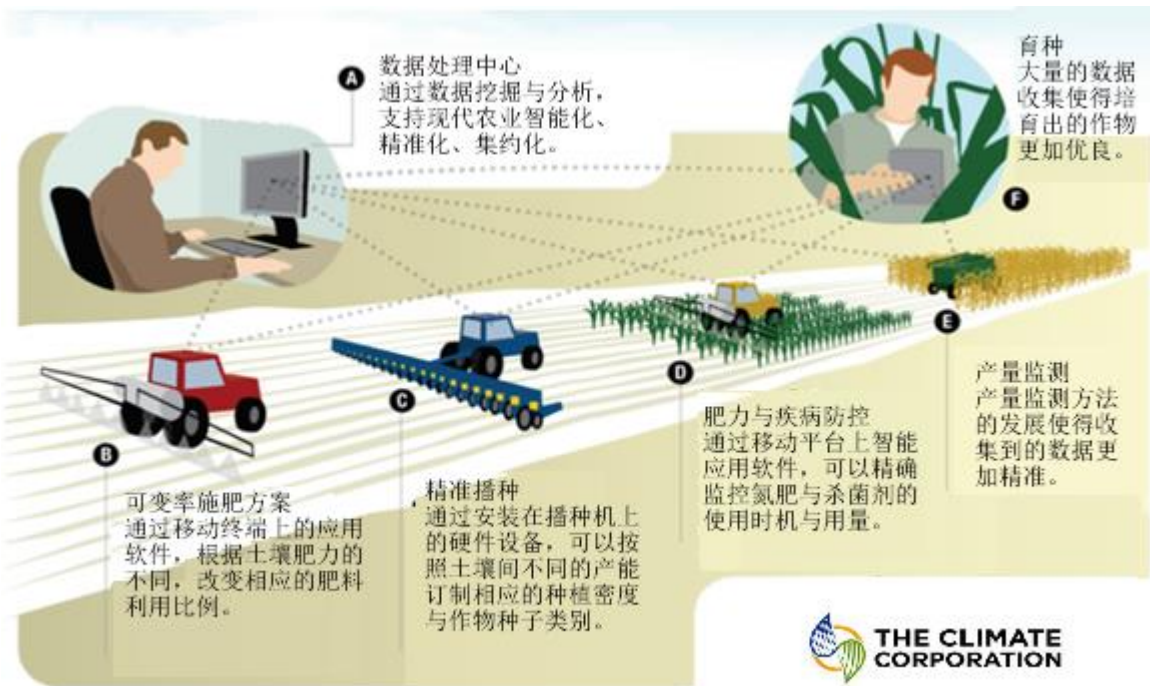 A
数据处理中心
通过数据挖掘与分析，
支持现代农业智能化、
精准化、集约化。
育种
大量的数据
收集使得培
育出的作物
更加优良。
F
B
可变率施肥方案
通过移动终端上的应用
软件，根据土壤肥力的
不同，改变相应的肥料
利用比例。
C
精准播种
通过安装在播种机上
的硬件设备，可以按
照土壤间不同的产能
订制相应的种植密度
与作物种子类别。
D
肥力与疾病防控
通过移动平台上智能
应用软件，可以精确
监控氮肥与杀菌剂的
使用时机与用量。
E
产量监测
产量监测方法
的发展使得收
集到的数据更
加精准。
THE CLIMATE
CORPORATION